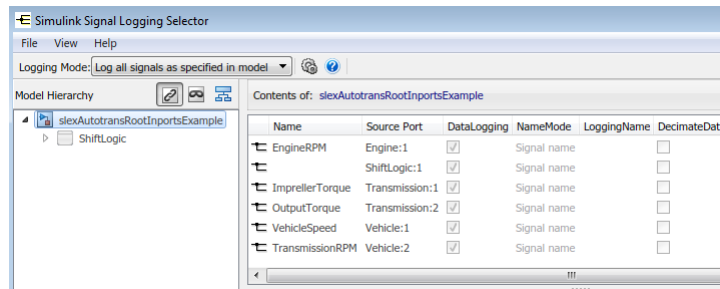 Simulink Signal Logging Selector
File View Help
Logging Mode: Log all signals as specified in model
Model Hierarchy
Contents of: slexAutotransRootInportsExample
slexAutotransRootInportsExample
ShiftLogic
Name Source Port DataLogging NameMode LoggingName DecimateDat
EngineRPM Engine:1 Signal name
ShiftLogic:1 Signal name
ImprellerTorque Transmission:1 Signal name
OutputTorque Transmission:2 Signal name
VehicleSpeed Vehicle:1 Signal name
TransmissionRPM Vehicle:2 Signal name